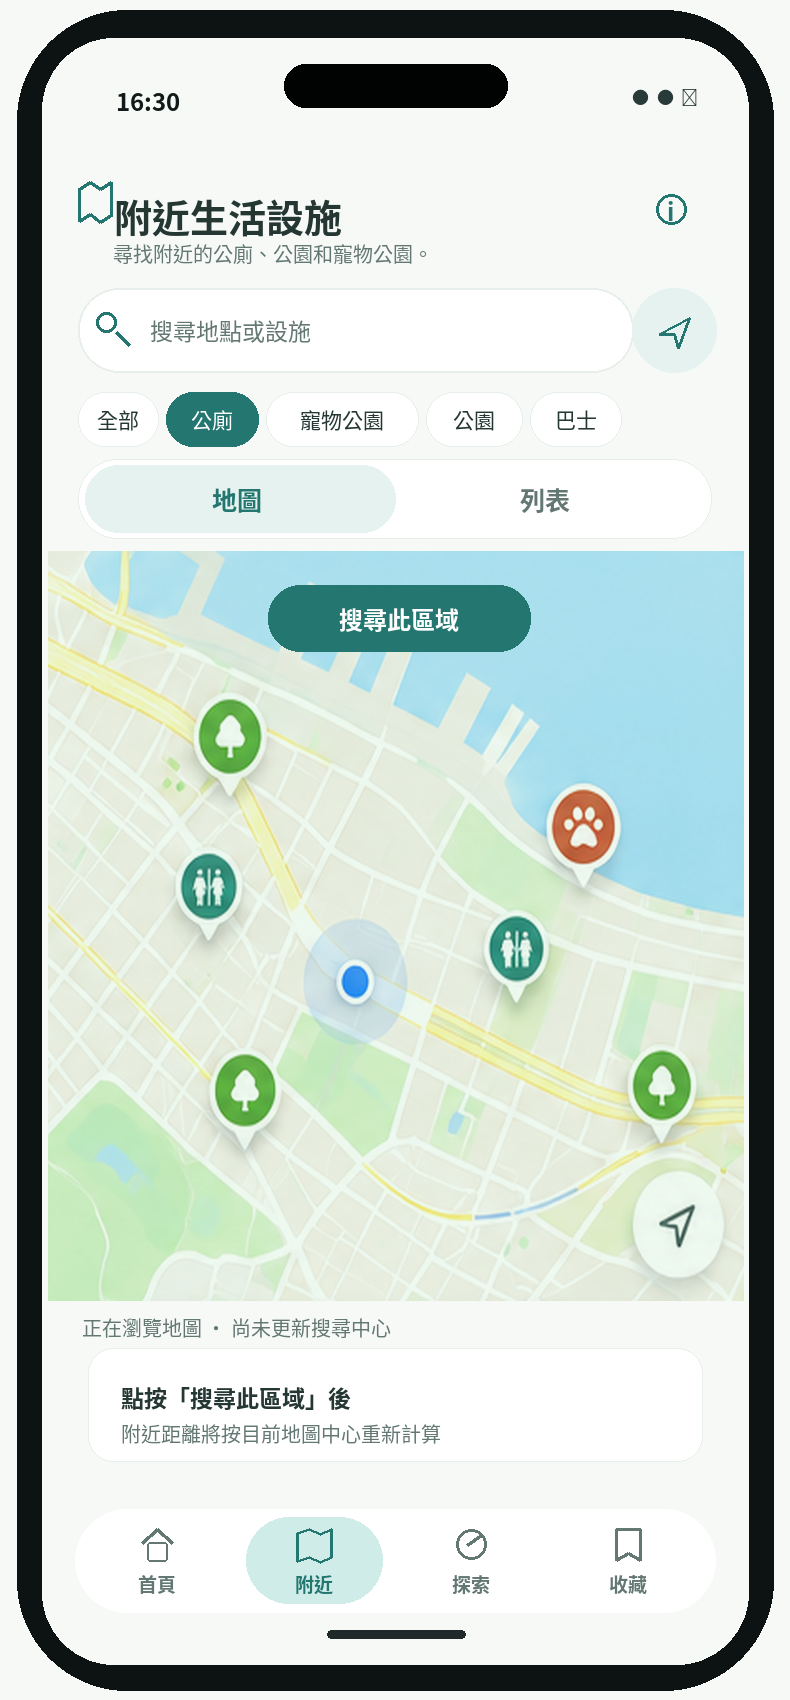 16:30
附近生活設施
尋找附近的公廁、公園和寵物公園。
搜尋地點或設施
全部 公廁 寵物公園 公園 巴士
地圖 列表
搜尋此區域
正在瀏覽地圖 · 尚未更新搜尋中心
點按「搜尋此區域」後
附近距離將按目前地圖中心重新計算
首頁 附近 探索 收藏